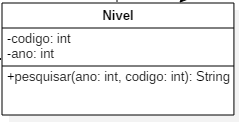 Nivel
-codigo: int
-ano: int
+pesquisar(ano: int, codigo: int): String